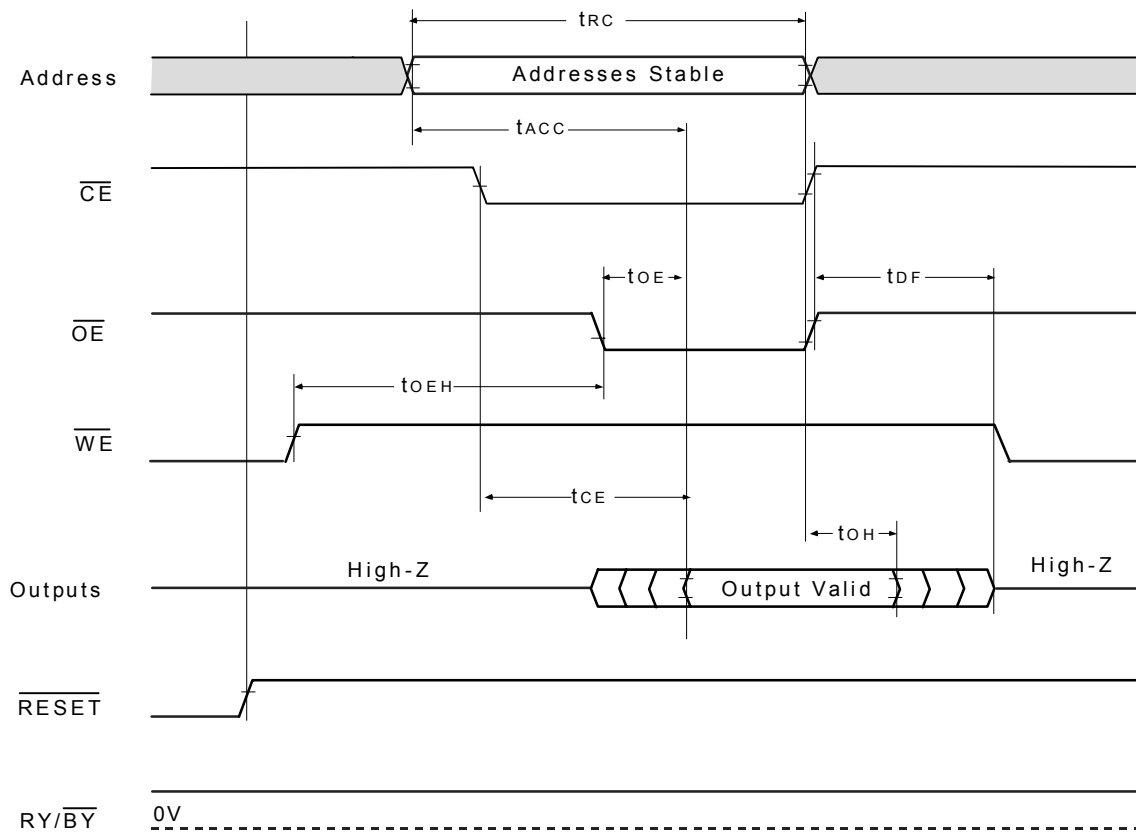 tRC
Address
Addresses Stable
tACC
CE
tOE
tDF
OE
tOEH
WE
tCE
tOH
High-Z
High-Z
Outputs
Output Valid
RESET
0V
RY/BY